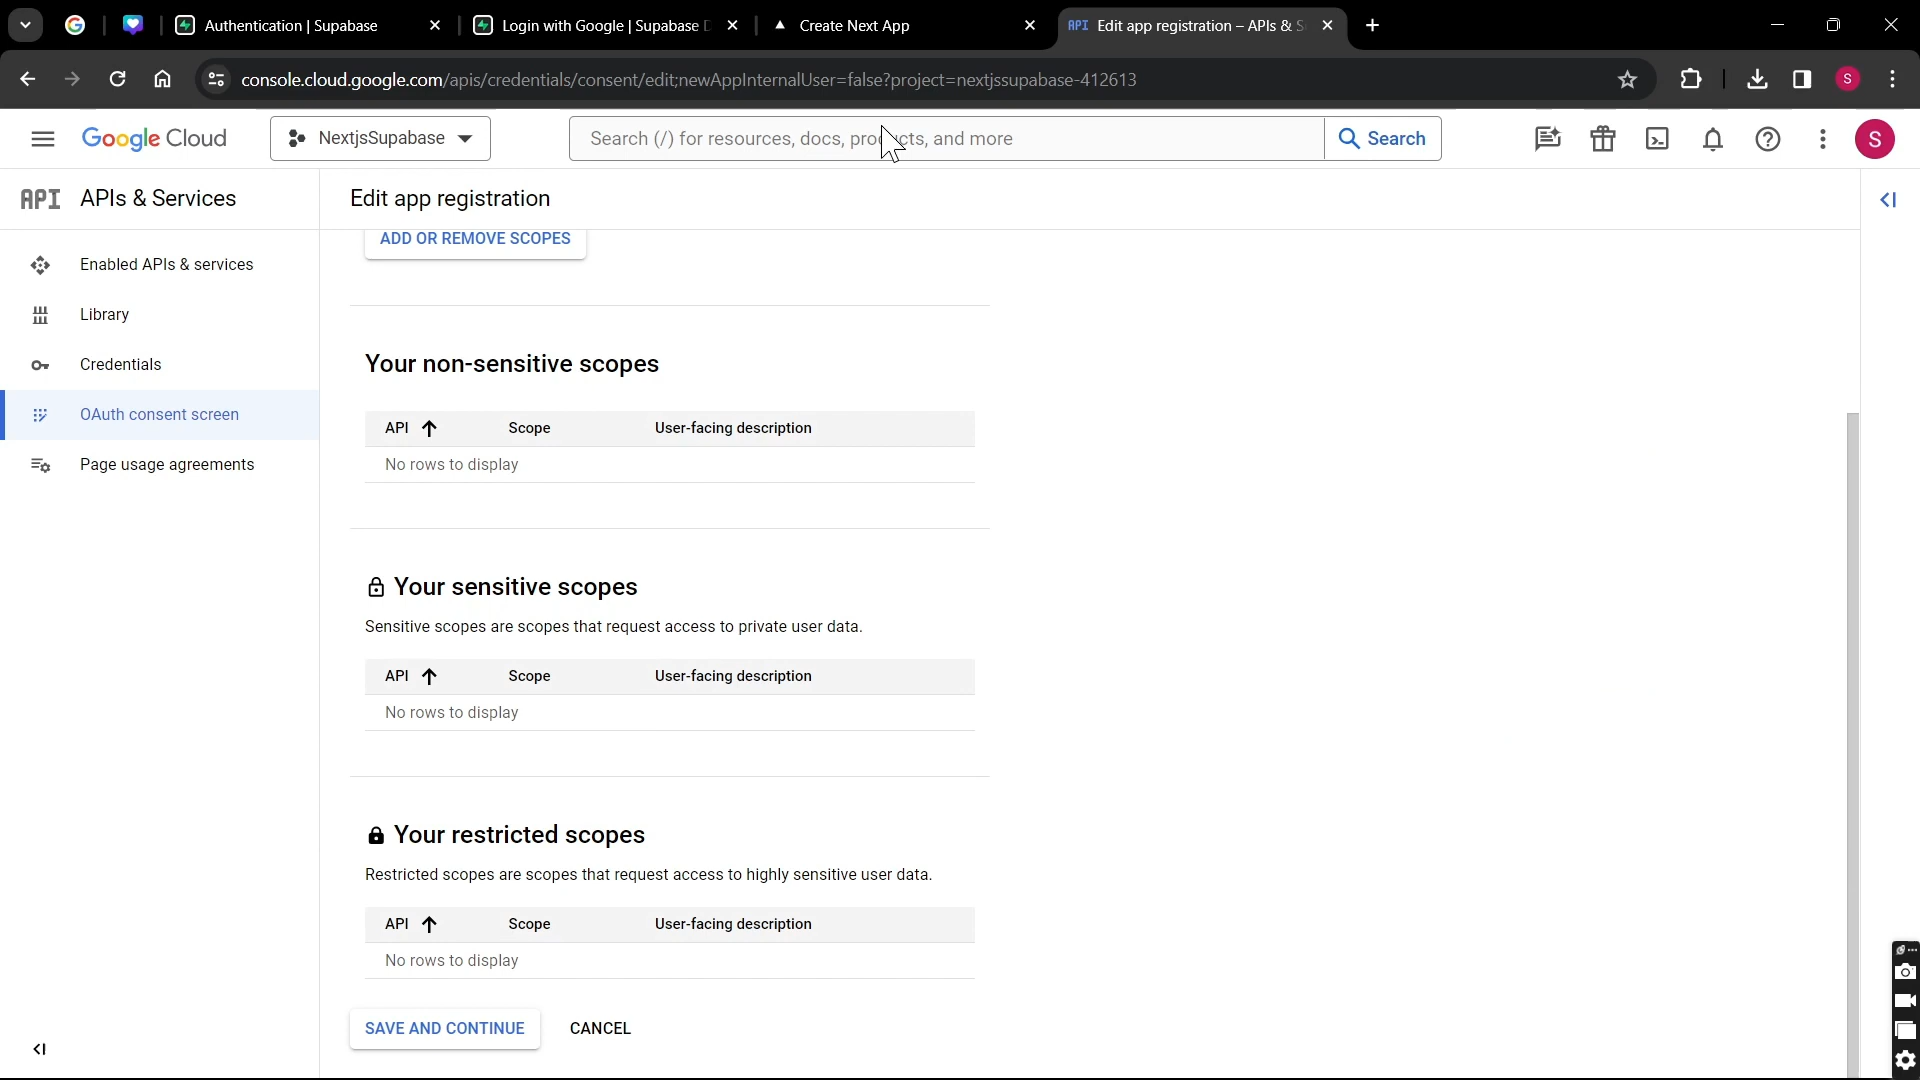 Authentication | Supabase
Login with Google | Supabase D
Create Next App
API Edit app registration – APIs & S
console.cloud.google.com/apis/credentials/consent/edit;newAppInternalUser=false?project=nextjssupabase-412613
S
Google Cloud
NextjsSupabase
Search (/) for resources, docs, products, and more
Search
S
API APIs & Services
Edit app registration
ADD OR REMOVE SCOPES
Enabled APIs & services
Library
Credentials
OAuth consent screen
Page usage agreements
Your non-sensitive scopes
API Scope User-facing description
No rows to display
Your sensitive scopes
Sensitive scopes are scopes that request access to private user data.
API Scope User-facing description
No rows to display
Your restricted scopes
Restricted scopes are scopes that request access to highly sensitive user data.
API Scope User-facing description
No rows to display
SAVE AND CONTINUE
CANCEL